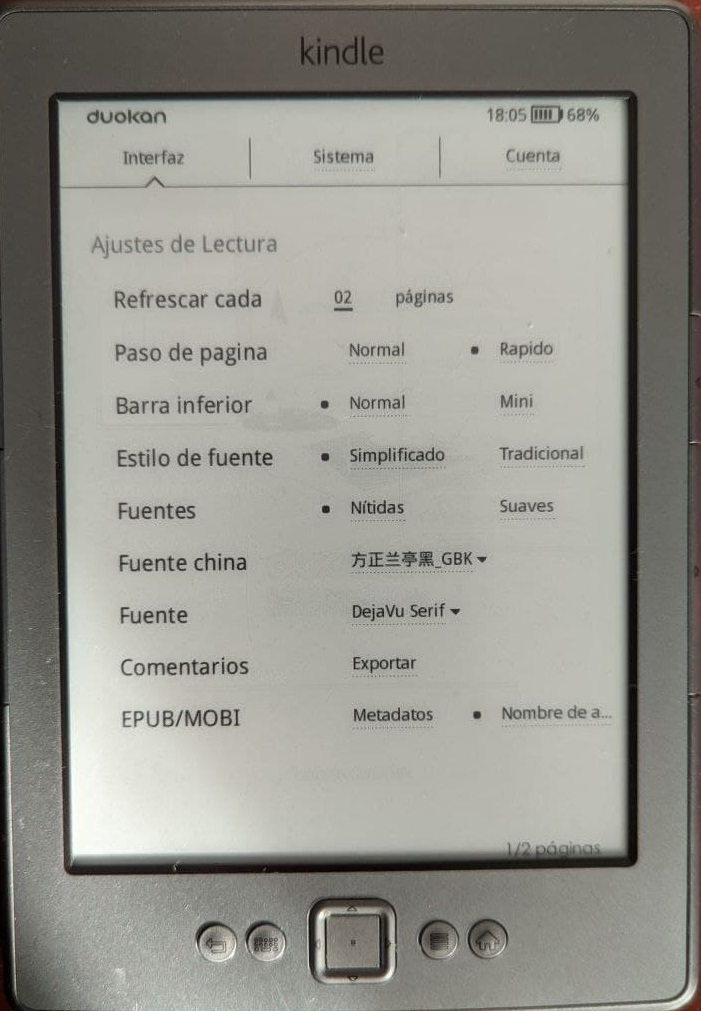 kindle
duokan 18:05 68%
Interfaz Sistema Cuenta
Ajustes de Lectura
Refrescar cada 02 páginas
Paso de pagina Normal Rapido
Barra inferior Normal Mini
Estilo de fuente Simplificado Tradicional
Fuentes Nítidas Suaves
Fuente china 方正兰亭黑_GBK
Fuente DejaVu Serif
Comentarios Exportar
EPUB/MOBI Metadatos Nombre de a...
1/2 páginas